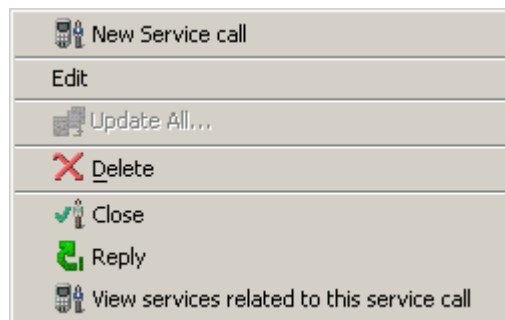 New Service call
Edit
Update All...
Delete
Close
Reply
View services related to this service call